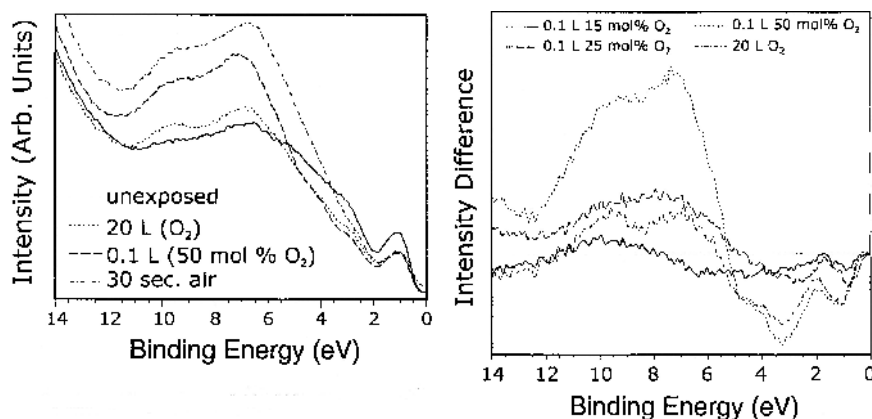 Intensity (Arb. Units)
unexposed
20 L (O₂)
0.1 L (50 mol % O₂)
30 sec. air
14 12 10 8 6 4 2 0
Binding Energy (eV)
0.1 L 15 mol% O₂
0.1 L 50 mol% O₂
0.1 L 25 mol% O₂
20 L O₂
Intensity Difference
14 12 10 8 6 4 2 0
Binding Energy (eV)